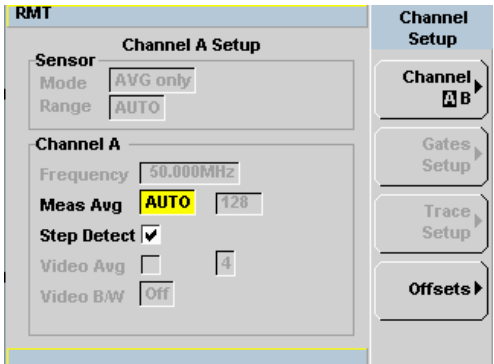 RMT
Channel A Setup
Sensor
Mode AVG only
Range AUTO
Channel A
Frequency 50.000MHz
Meas Avg AUTO 128
Step Detect
Video Avg 4
Video B/W Off
Channel
Setup
Channel
A B
Gates
Setup
Trace
Setup
Offsets